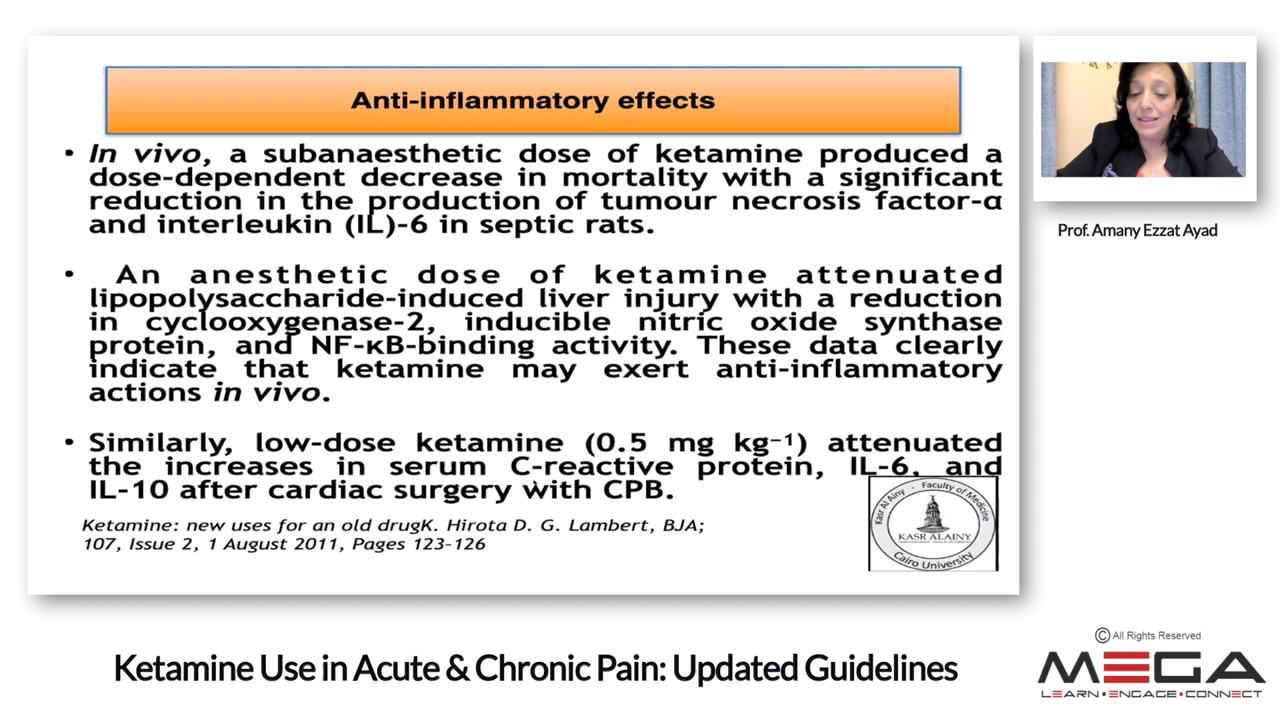 Anti-inflammatory effects
• In vivo, a subanaesthetic dose of ketamine produced a
dose-dependent decrease in mortality with a significant
reduction in the production of tumour necrosis factor-α
and interleukin (IL)-6 in septic rats.
• An anesthetic dose of ketamine attenuated
lipopolysaccharide-induced liver injury with a reduction
in cyclooxygenase-2, inducible nitric oxide synthase
protein, and NF-κB-binding activity. These data clearly
indicate that ketamine may exert anti-inflammatory
actions in vivo.
• Similarly, low-dose ketamine (0.5 mg kg⁻¹) attenuated
the increases in serum C-reactive protein, IL-6, and
IL-10 after cardiac surgery with CPB.
Ketamine: new uses for an old drugK. Hirota D. G. Lambert, BJA;
107, Issue 2, 1 August 2011, Pages 123-126
Kasr Al Ainy - Faculty of Medicine
KASR ALAINY
Cairo University
Prof. Amany Ezzat Ayad
Ketamine Use in Acute & Chronic Pain: Updated Guidelines
© All Rights Reserved
MEGA
LEARN • ENGAGE • CONNECT